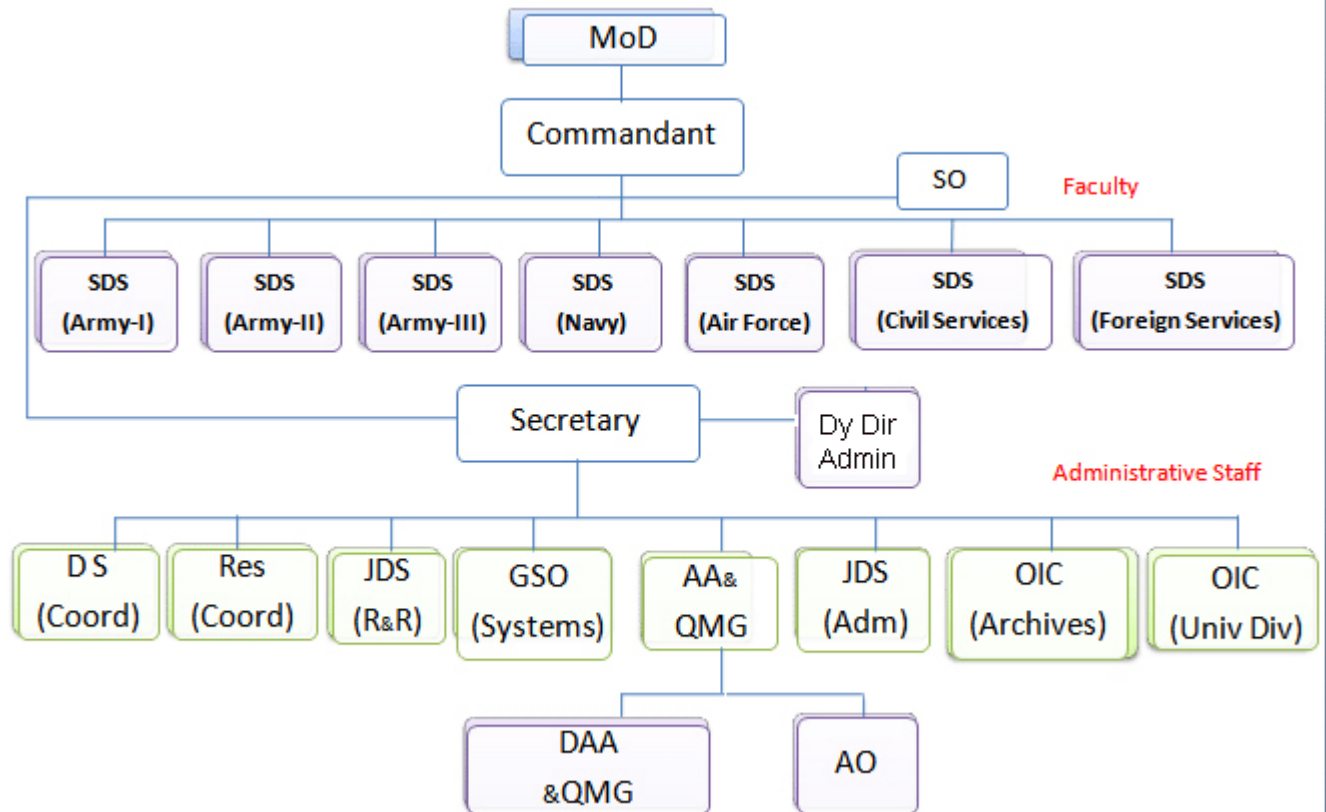 MoD
Commandant
SO
Faculty
SDS
(Army-I)
SDS
(Army-II)
SDS
(Army-III)
SDS
(Navy)
SDS
(Air Force)
SDS
(Civil Services)
SDS
(Foreign Services)
Secretary
Dy Dir
Admin
Administrative Staff
D S
(Coord)
Res
(Coord)
JDS
(R&R)
GSO
(Systems)
AA&
QMG
JDS
(Adm)
OIC
(Archives)
OIC
(Univ Div)
DAA
&QMG
AO